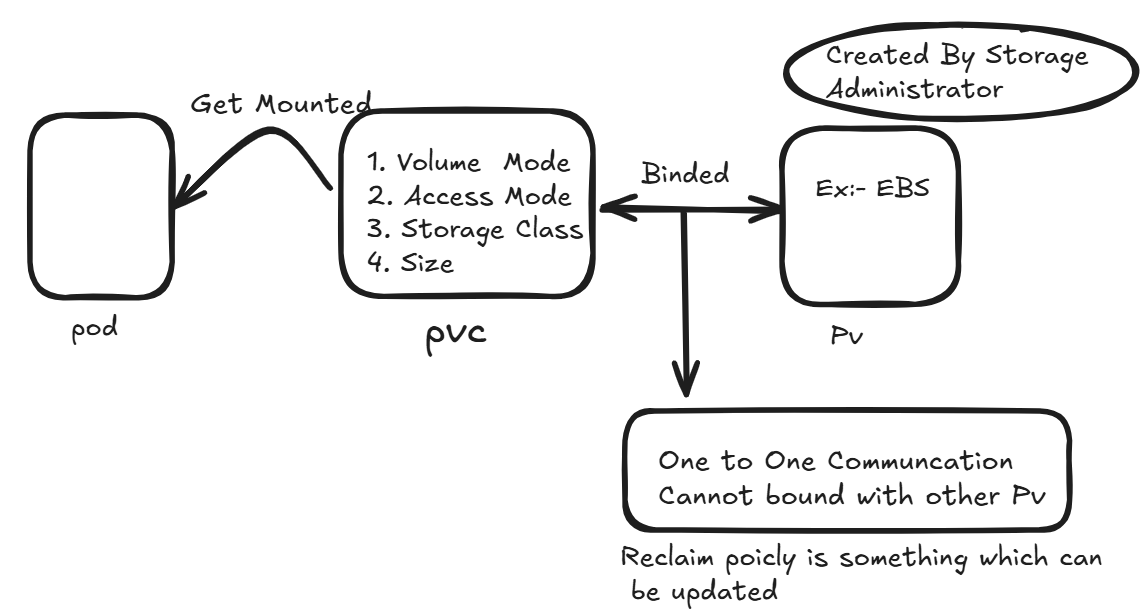 Created By Storage
Administrator
Get Mounted
1. Volume Mode
2. Access Mode
3. Storage Class
4. Size
Binded
Ex:- EBS
pod
pvc
Pv
One to One Communcation
Cannot bound with other Pv
Reclaim poicly is something which can
be updated